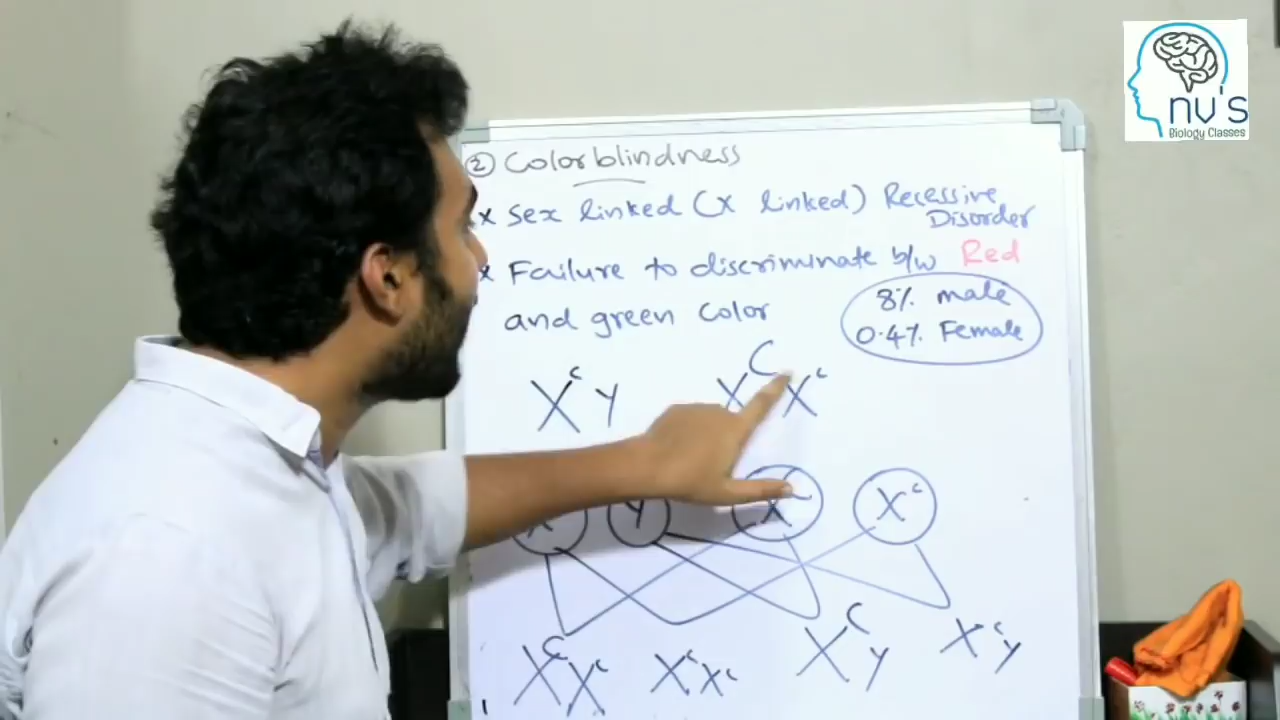 nv's
Biology Classes
② Colorblindness
x Sex linked (x linked) Recessive
Disorder
x Failure to discriminate b/w Red
and green color
8% male
0.4% Female
X^c Y X^C X^c
Y X X^c
X^C X^c X^c X^c X^C Y X^c Y